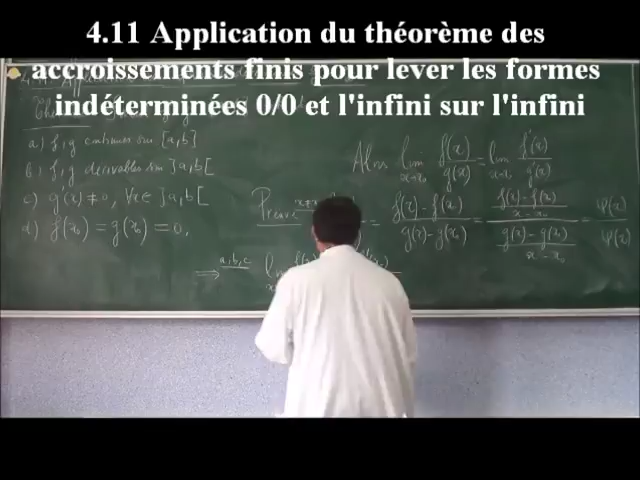 4.11 Application du théorème des
accroissements finis pour lever les formes
indéterminées 0/0 et l'infini sur l'infini
a) f, g continues sur [a,b]
b) f, g dérivables sur ]a,b[
c) g'(x) ≠ 0, ∀x ∈ ]a,b[
d) f(x₀) = g(x₀) = 0,
Alors lim x→x₀ f(x)/g(x) = lim x→x₀ f'(x)/g'(x)
Preuve
= (f(x) - f(x₀))/(g(x) - g(x₀)) = ((f(x) - f(x₀))/(x - x₀))/((g(x) - g(x₀))/(x - x₀)) = φ(x)/ψ(x)
⟹ a,b,c lim